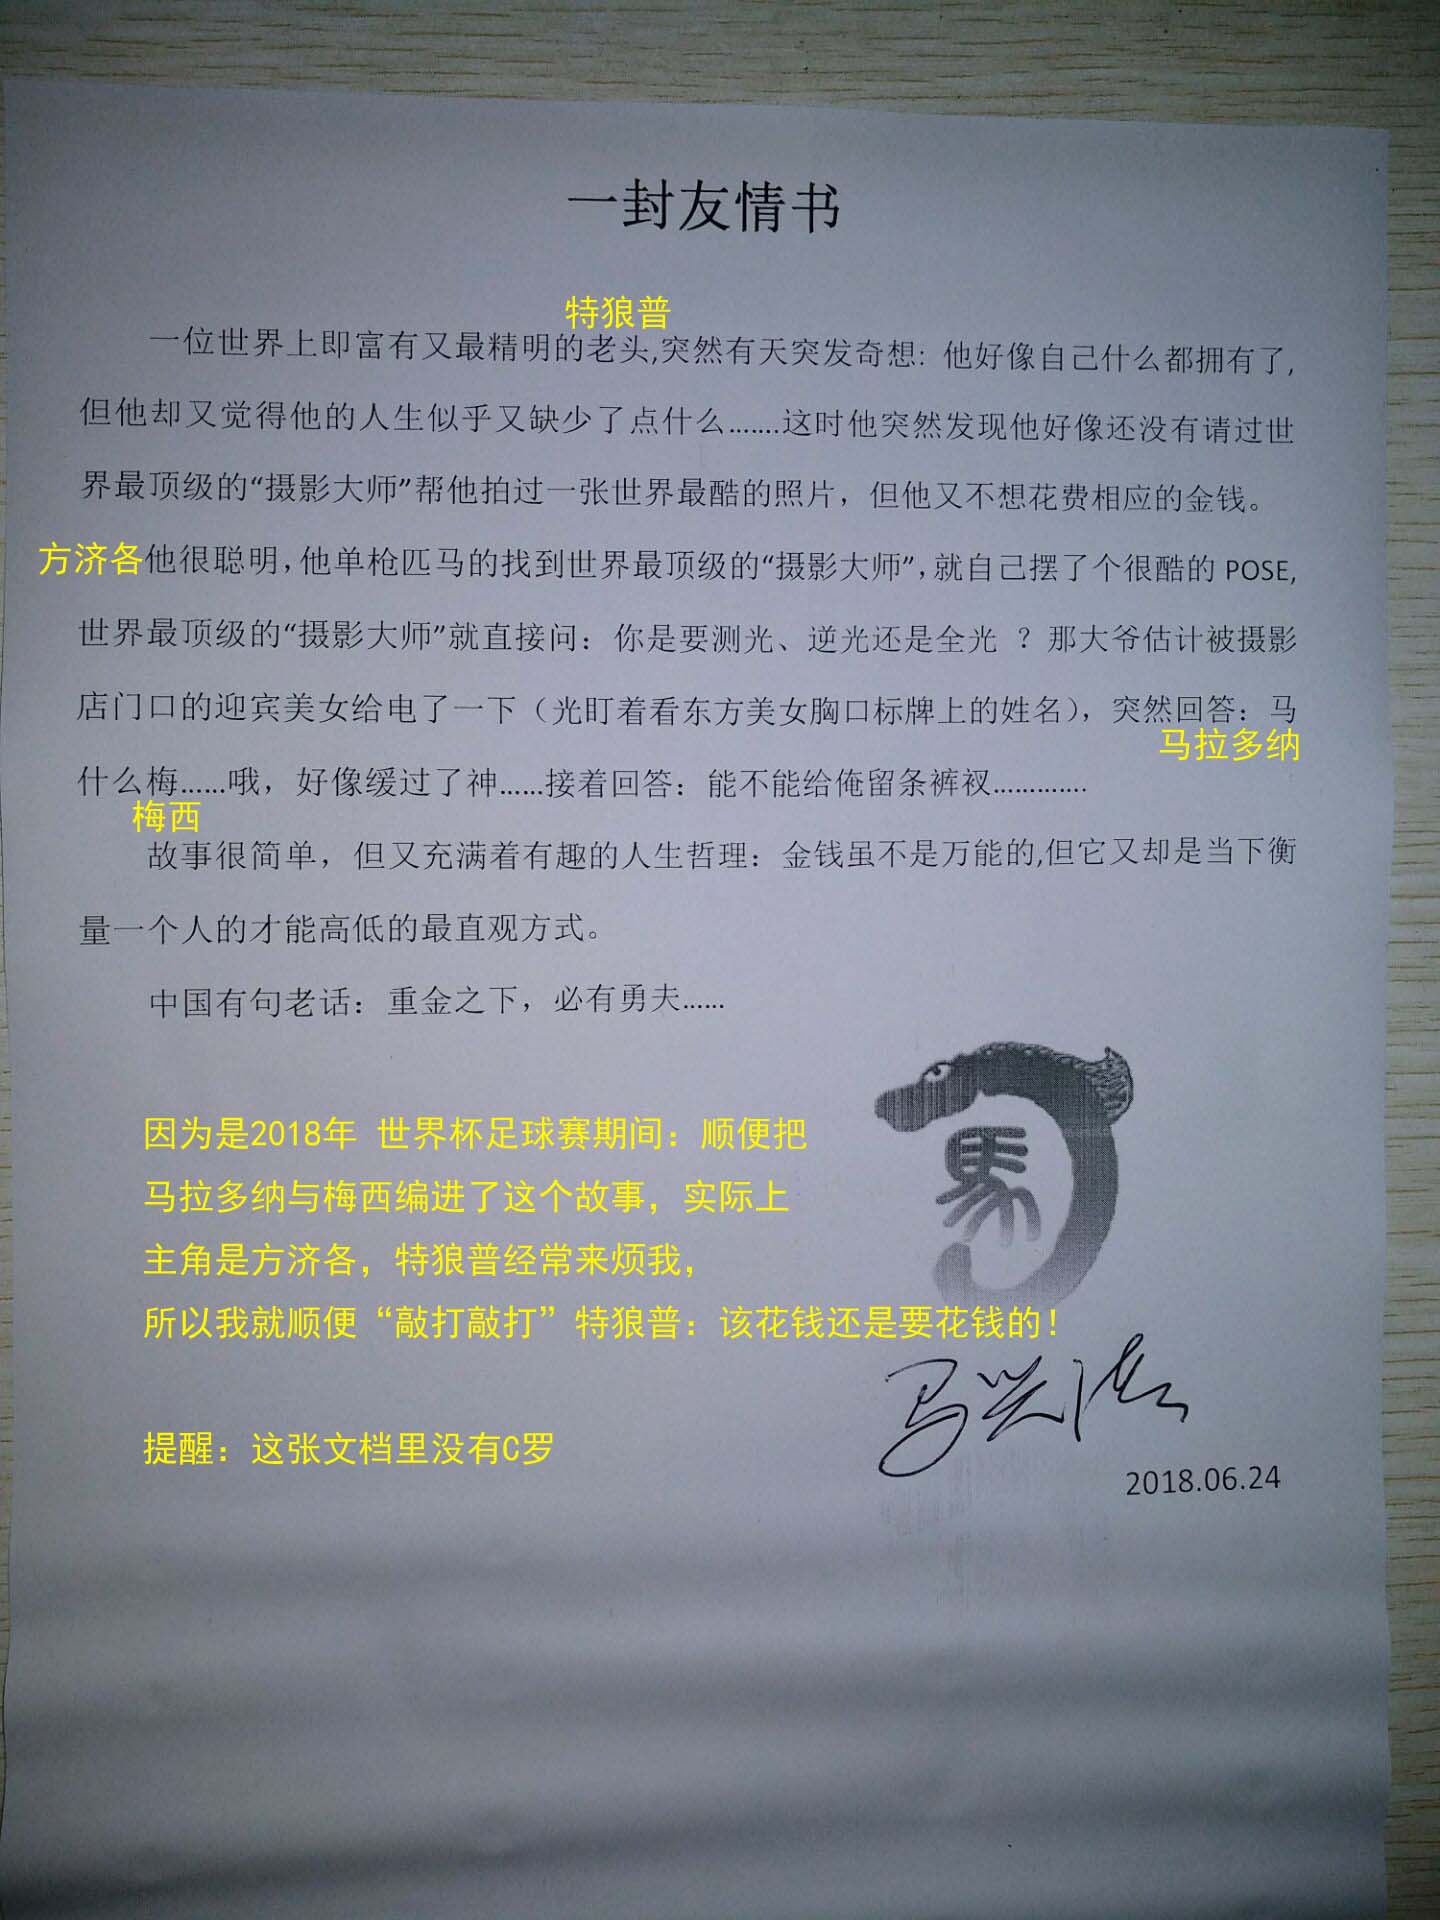 一封友情书
特狼普
一位世界上即富有又最精明的老头,突然有天突发奇想: 他好像自己什么都拥有了,
但他却又觉得他的人生似乎又缺少了点什么…….这时他突然发现他好像还没有请过世
界最顶级的“摄影大师”帮他拍过一张世界最酷的照片，但他又不想花费相应的金钱。
方济各他很聪明，他单枪匹马的找到世界最顶级的“摄影大师”，就自己摆了个很酷的 POSE,
世界最顶级的“摄影大师”就直接问：你是要测光、逆光还是全光 ？那大爷估计被摄影
店门口的迎宾美女给电了一下（光盯着看东方美女胸口标牌上的姓名），突然回答：马
马拉多纳
什么梅……哦，好像缓过了神……接着回答：能不能给俺留条裤衩………….
梅西
故事很简单，但又充满着有趣的人生哲理：金钱虽不是万能的,但它又却是当下衡
量一个人的才能高低的最直观方式。
中国有句老话：重金之下，必有勇夫……
因为是2018年 世界杯足球赛期间：顺便把
马拉多纳与梅西编进了这个故事，实际上
主角是方济各，特狼普经常来烦我，
所以我就顺便“敲打敲打”特狼普：该花钱还是要花钱的！
馬
提醒：这张文档里没有C罗
2018.06.24